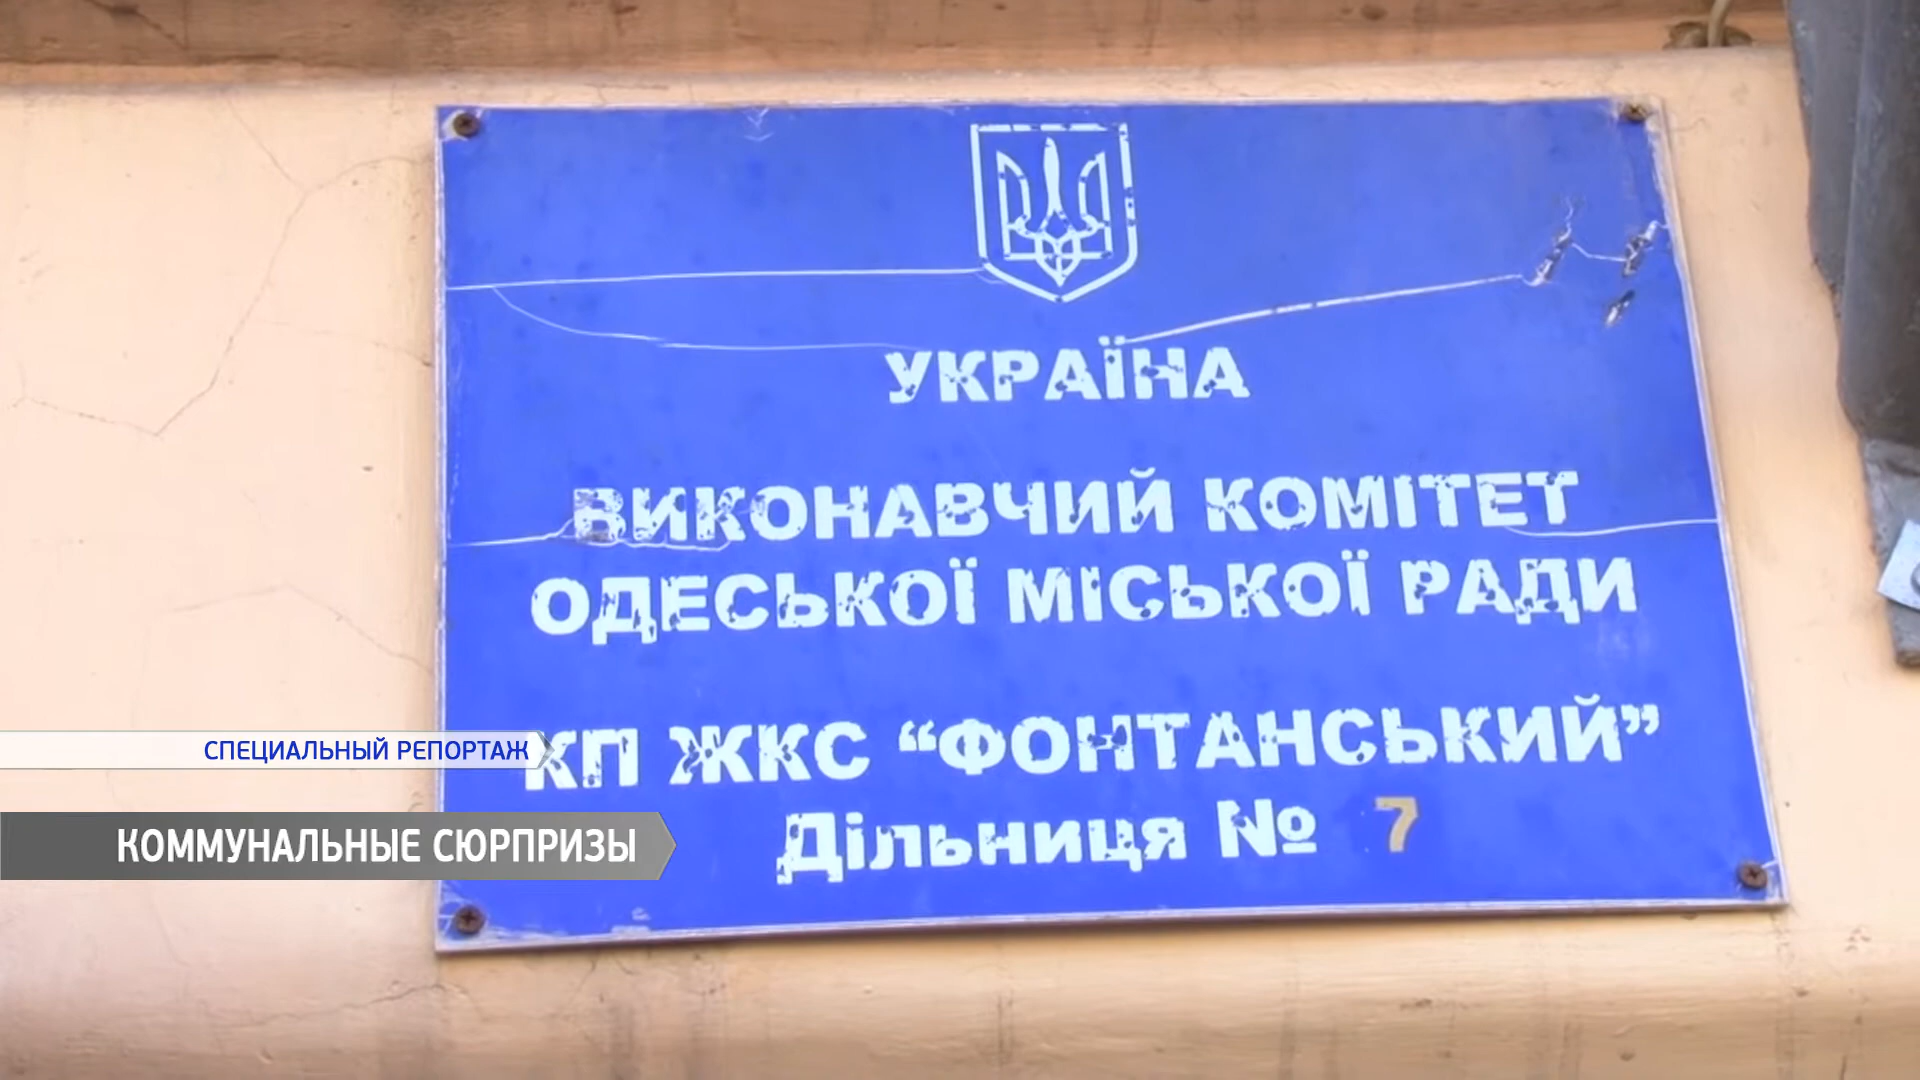 УКРАЇНА
ВИКОНАВЧИЙ КОМІТЕТ
ОДЕСЬКОЇ МІСЬКОЇ РАДИ
КП ЖКС “ФОНТАНСЬКИЙ”
Дільниця № 7
СПЕЦИАЛЬНЫЙ РЕПОРТАЖ
КОММУНАЛЬНЫЕ СЮРПРИЗЫ